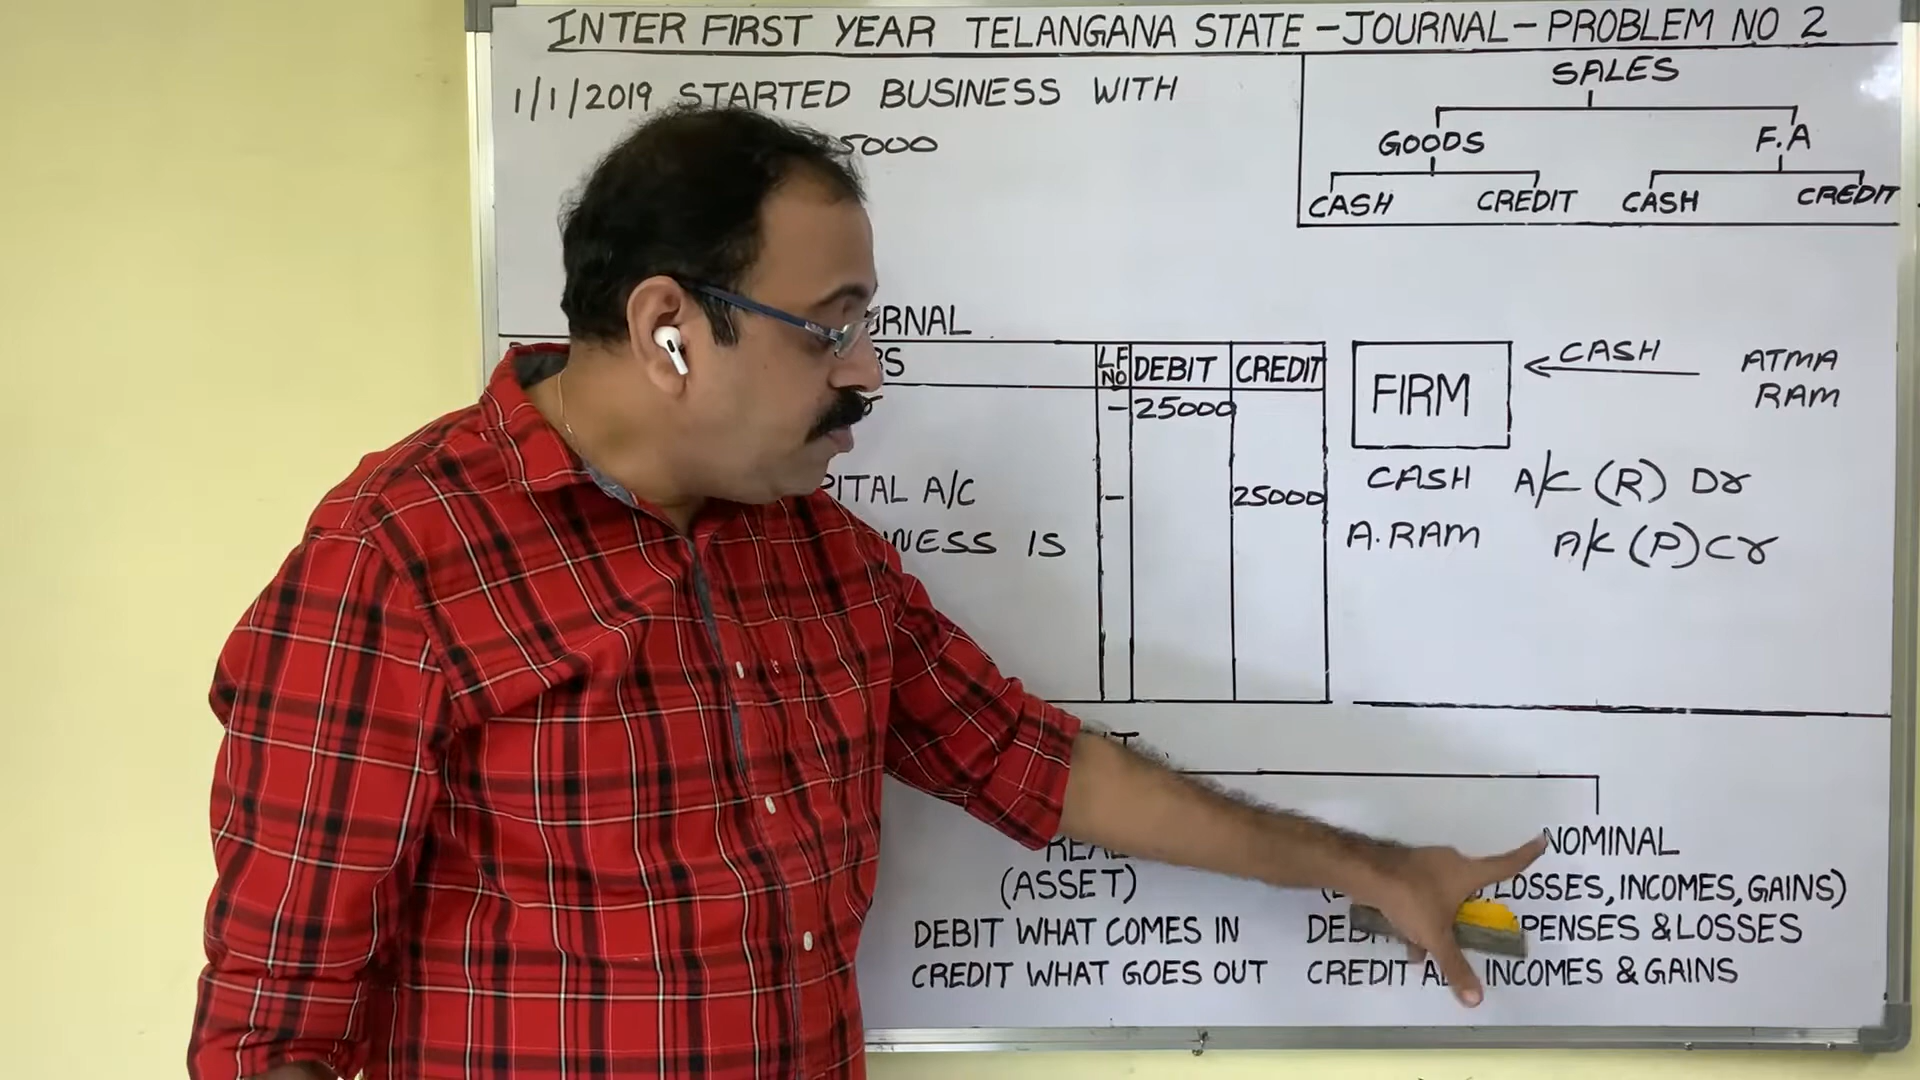 INTER FIRST YEAR TELANGANA STATE - JOURNAL - PROBLEM NO 2
1/1/2019 STARTED BUSINESS WITH
5000
SALES
GOODS F.A
CASH CREDIT CASH CREDIT
RNAL
S L.F NO DEBIT CREDIT
- 25000
PITAL A/C - 25000
NESS IS
FIRM CASH ATMA RAM
CASH A/C (R) Dr
A.RAM A/C (P) Cr
REAL
(ASSET)
DEBIT WHAT COMES IN
CREDIT WHAT GOES OUT
NOMINAL
LOSSES, INCOMES, GAINS)
PENSES & LOSSES
CREDIT INCOMES & GAINS